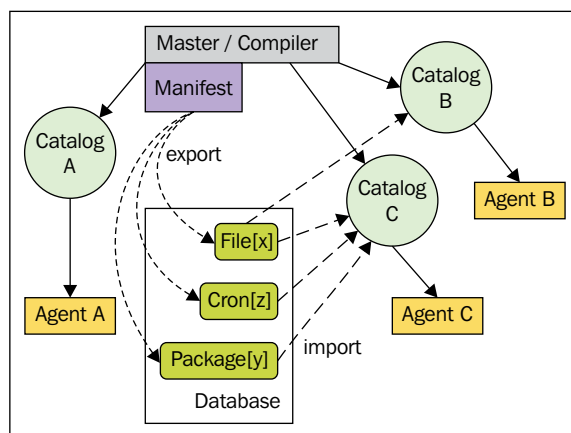 Master / Compiler
Manifest
Catalog
A
Catalog
B
export
Catalog
C
Agent B
File[x]
Cron[z]
Agent A
Agent C
Package[y]
import
Database